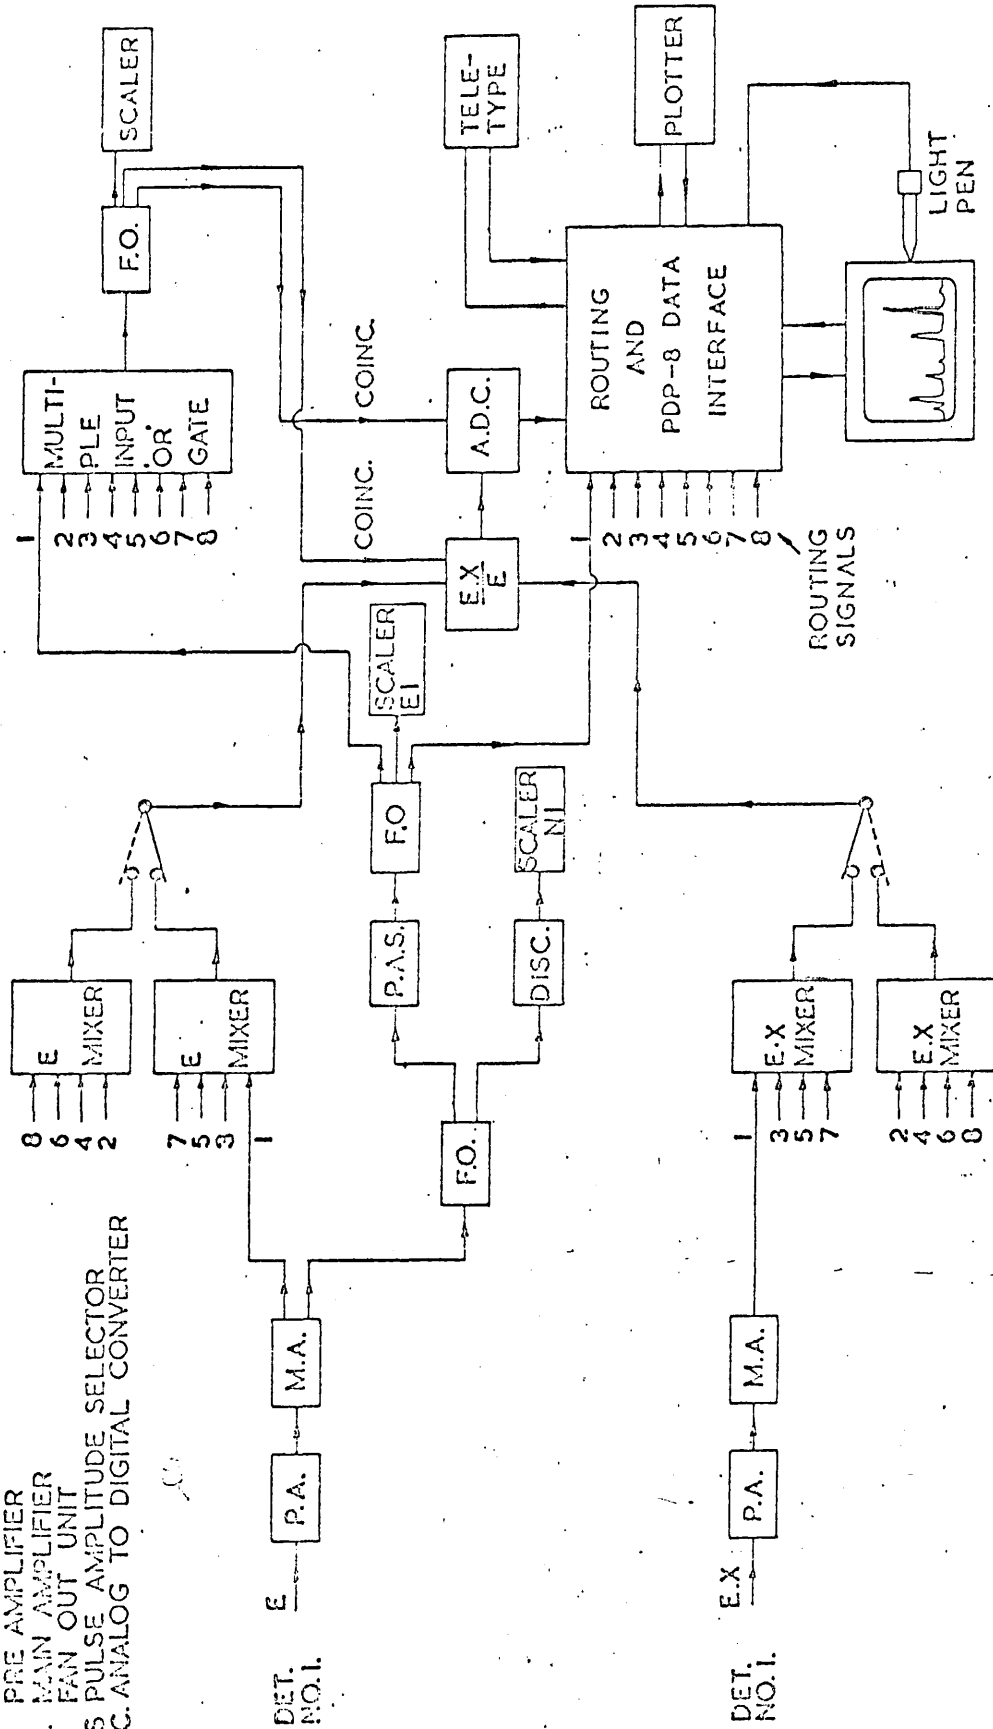 PRE AMPLIFIER
MAIN AMPLIFIER
FAN OUT UNIT
S PULSE AMPLITUDE SELECTOR
C. ANALOG TO DIGITAL CONVERTER
DET.
NO.1.
E
P.A.
M.A.
8
6
4
2
E
MIXER
7
5
3
1
E
MIXER
F.O.
P.A.S.
F.O
SCALER
E1
DISC.
SCALER
N1
1
2
3
4
5
6
7
8
MULTI-
PLE
INPUT
'OR'
GATE
F.O.
SCALER
COINC.
COINC.
E.X
E
A.D.C.
TELE-
TYPE
PLOTTER
1
2
3
4
5
6
7
8
ROUTING
SIGNALS
ROUTING
AND
PDP-8 DATA
INTERFACE
LIGHT
PEN
DET.
NO.1.
E.X
P.A.
M.A.
1
3
5
7
E.X
MIXER
2
4
6
8
E.X
MIXER